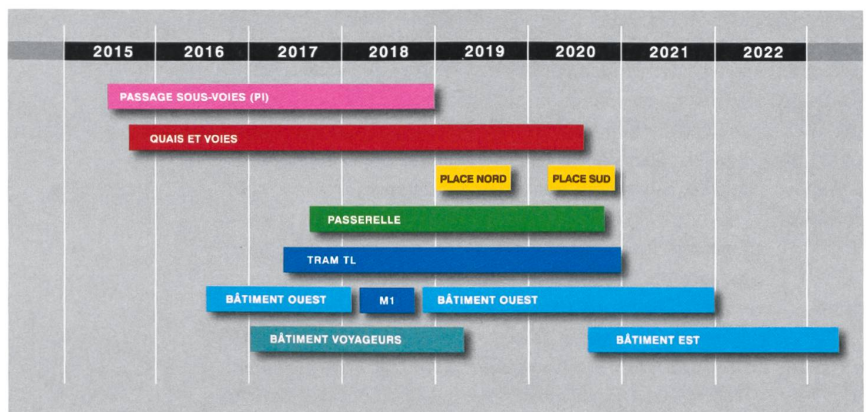 2015 2016 2017 2018 2019 2020 2021 2022
PASSAGE SOUS-VOIES (PI)
QUAIS ET VOIES
PLACE NORD PLACE SUD
PASSERELLE
TRAM TL
BÂTIMENT OUEST M1 BÂTIMENT OUEST
BÂTIMENT VOYAGEURS BÂTIMENT EST